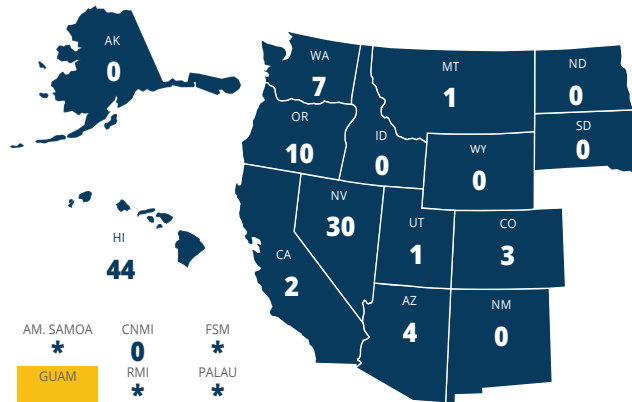 AK
0
WA
7
MT
1
ND
0
OR
10
ID
0
SD
0
WY
0
NV
30
HI
44
CA
2
UT
1
CO
3
AZ
4
NM
0
AM. SAMOA CNMI FSM
* 0 *
GUAM RMI PALAU
* *